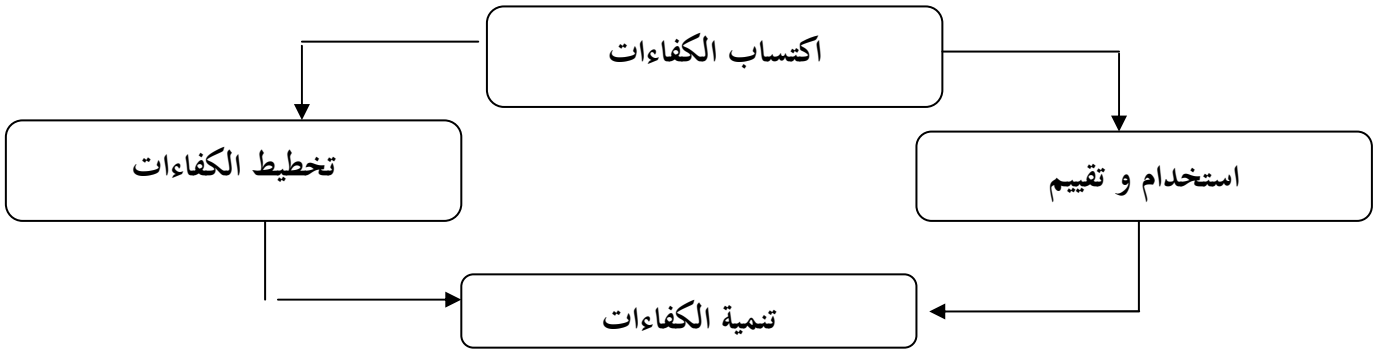 اكتساب الكفاءات
استخدام و تقييم
تخطيط الكفاءات
تنمية الكفاءات